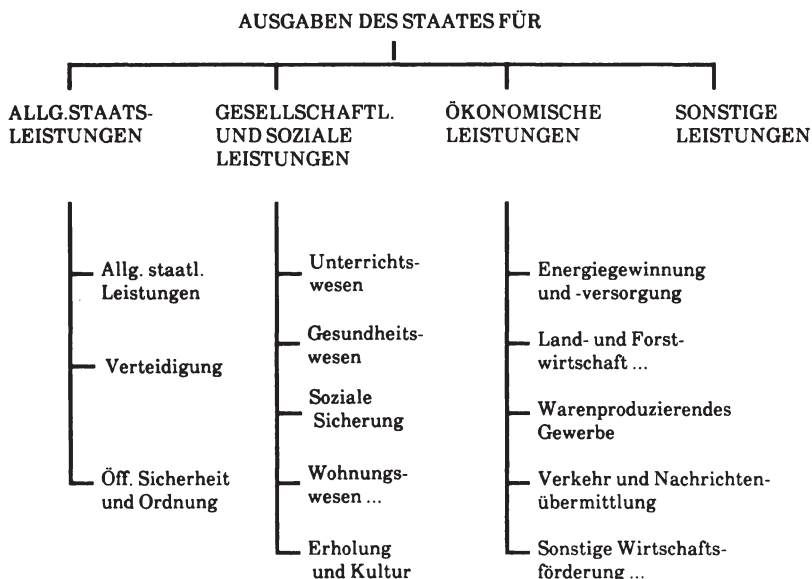 AUSGABEN DES STAATES FÜR
ALLG.STAATS-
LEISTUNGEN
GESELLSCHAFTL.
UND SOZIALE
LEISTUNGEN
ÖKONOMISCHE
LEISTUNGEN
SONSTIGE
LEISTUNGEN
Allg. staatl.
Leistungen
Verteidigung
Öff. Sicherheit
und Ordnung
Unterrichts-
wesen
Gesundheits-
wesen
Soziale
Sicherung
Wohnungs-
wesen ...
Erholung
und Kultur
Energiegewinnung
und -versorgung
Land- und Forst-
wirtschaft ...
Warenproduzierendes
Gewerbe
Verkehr und Nachrichten-
übermittlung
Sonstige Wirtschafts-
förderung ...